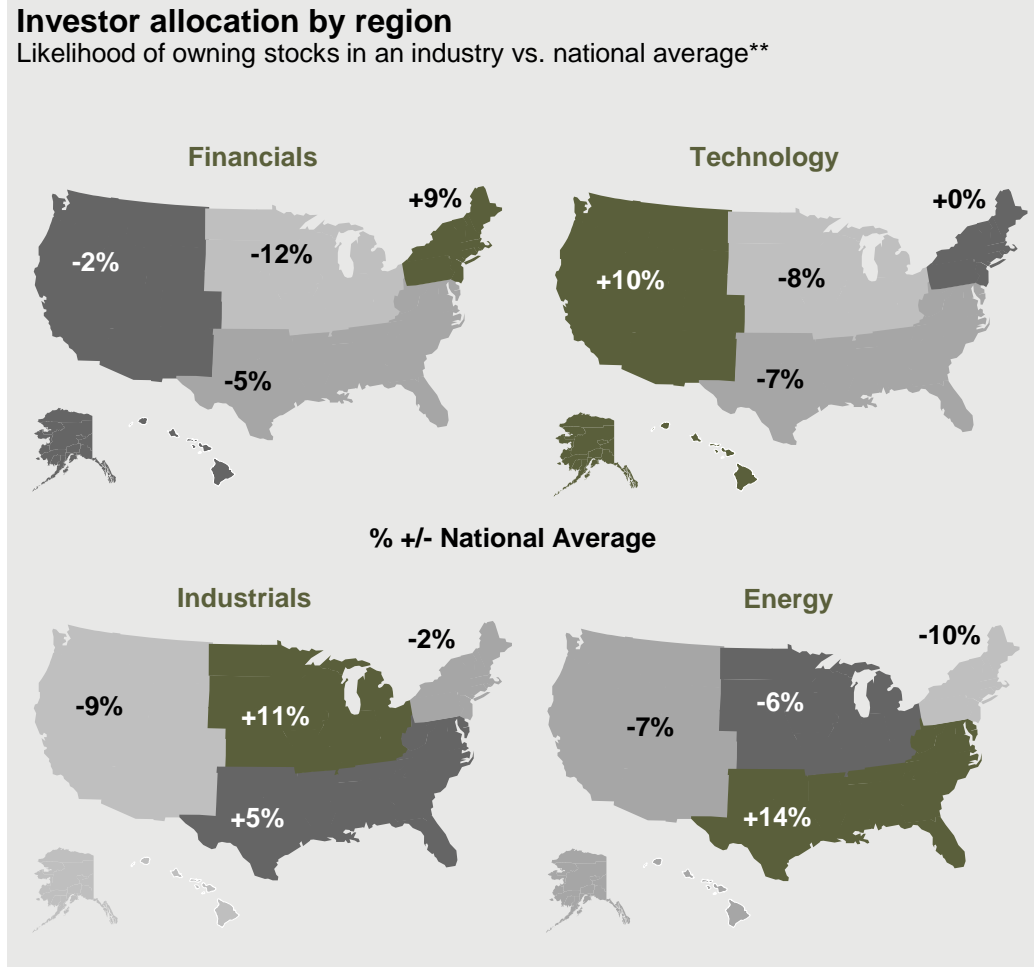 Investor allocation by region
Likelihood of owning stocks in an industry vs. national average**
Financials
+9%
-2%
-12%
-5%
Technology
+0%
+10%
-8%
-7%
% +/- National Average
Industrials
-2%
-9%
+11%
+5%
Energy
-10%
-6%
-7%
+14%